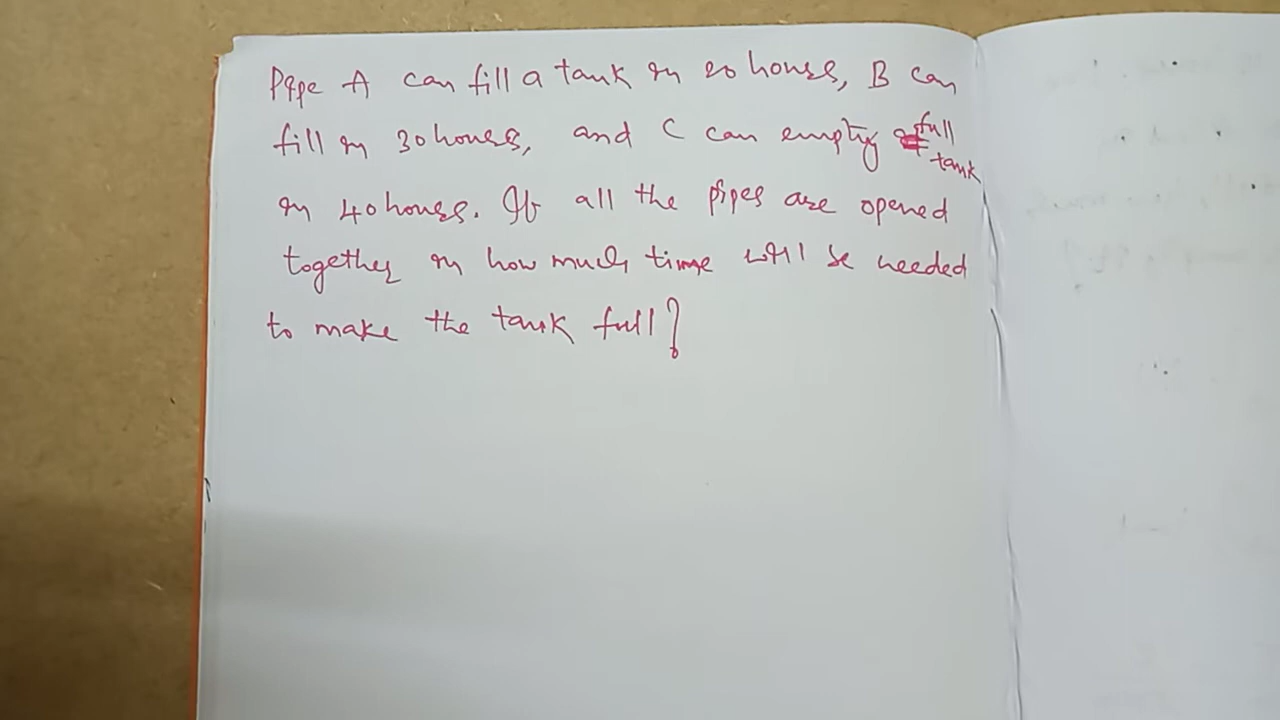 Pipe A can fill a tank in 20 hours, B can
fill in 30 hours, and C can empty full tank
in 40 hours. If all the pipes are opened
together in how much time will be needed
to make the tank full?